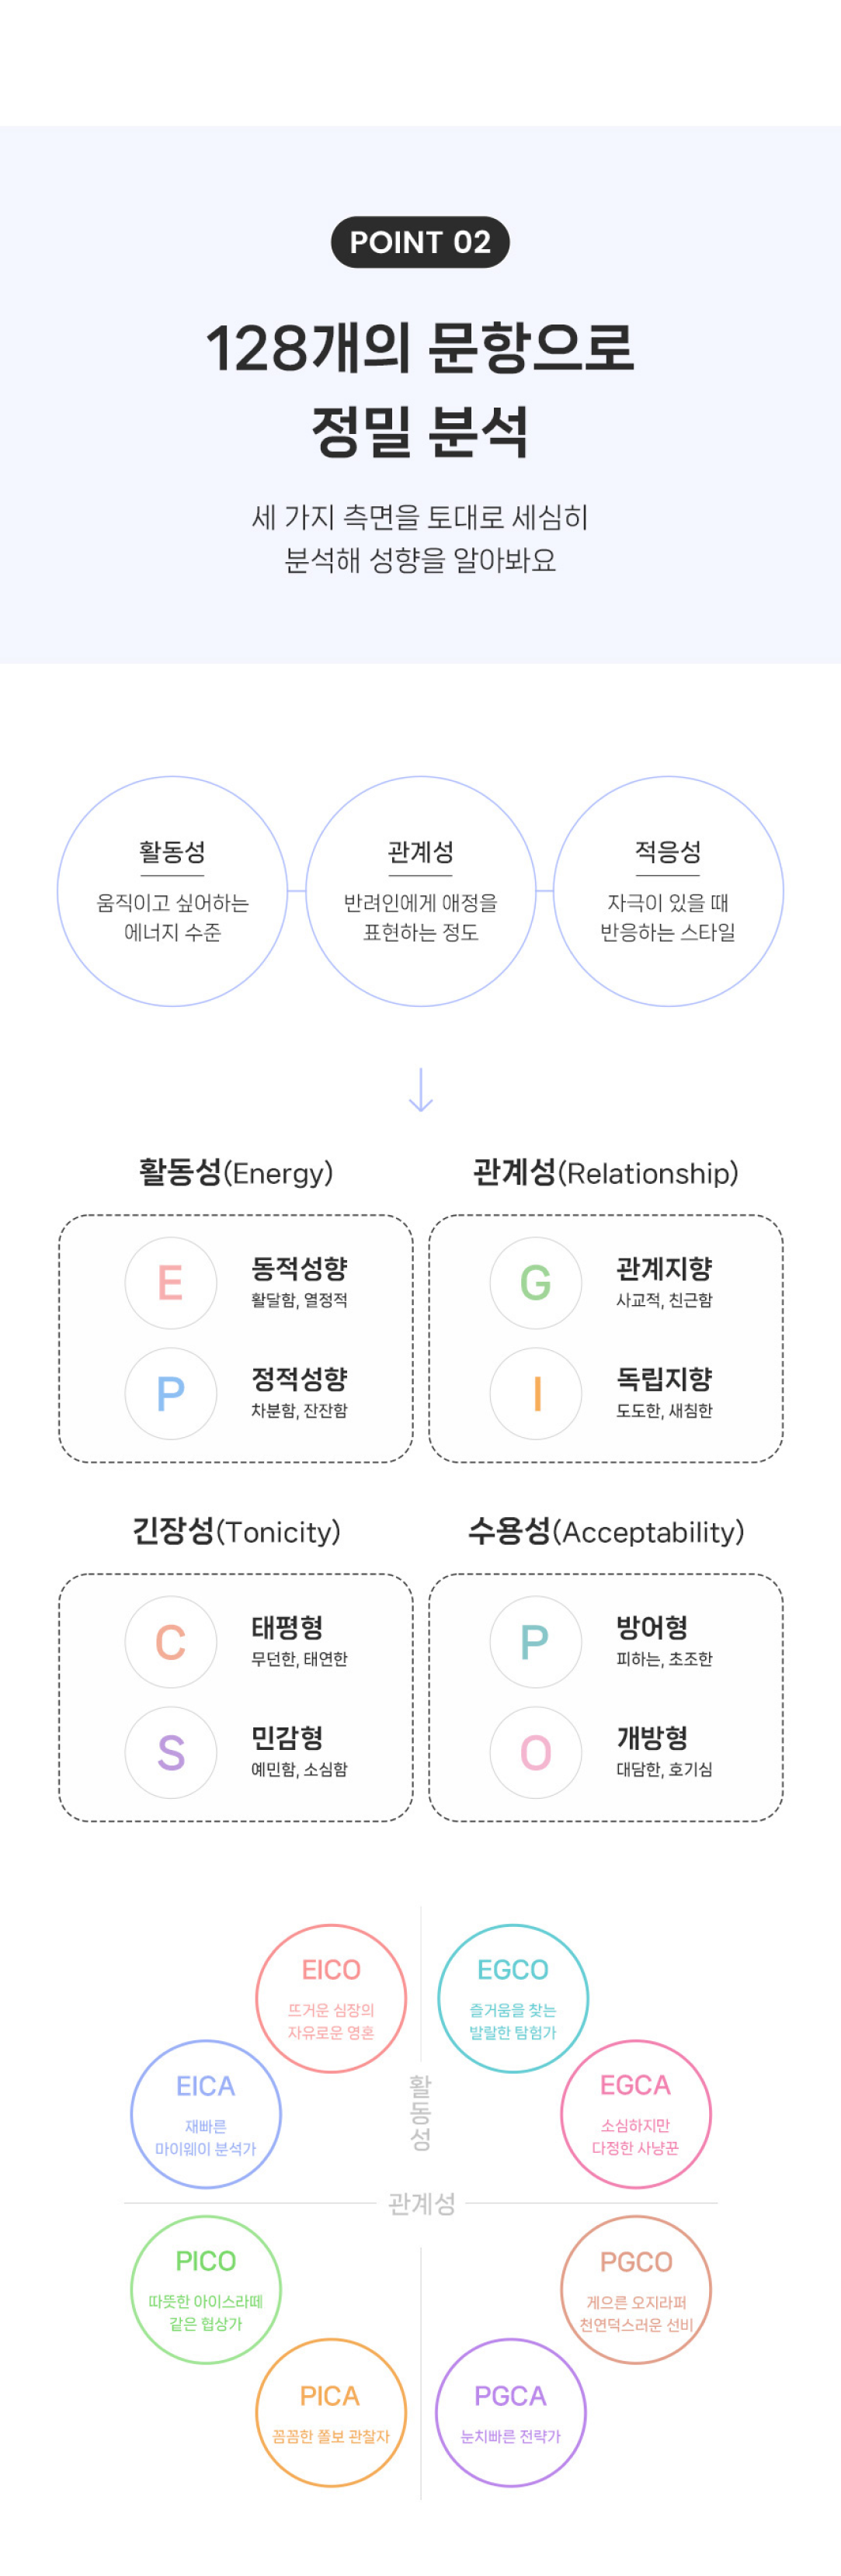 POINT 02
128개의 문항으로
정밀 분석
세 가지 측면을 토대로 세심히
분석해 성향을 알아봐요
활동성
움직이고 싶어하는
에너지 수준
관계성
반려인에게 애정을
표현하는 정도
적응성
자극이 있을 때
반응하는 스타일
활동성(Energy)
E
동적성향
활달함, 열정적
P
정적성향
차분함, 잔잔함
관계성(Relationship)
G
관계지향
사교적, 친근함
I
독립지향
도도한, 새침한
긴장성(Tonicity)
C
태평형
무던한, 태연한
S
민감형
예민함, 소심함
수용성(Acceptability)
P
방어형
피하는, 초조한
O
개방형
대담한, 호기심
EICO
뜨거운 심장의
자유로운 영혼
EGCO
즐거움을 찾는
발랄한 탐험가
EICA
재빠른
마이웨이 분석가
활동성
EGCA
소심하지만
다정한 사냥꾼
관계성
PICO
따뜻한 아이스라떼
같은 협상가
PGCO
게으른 오지라퍼
천연덕스러운 선비
PICA
꼼꼼한 쫄보 관찰자
PGCA
눈치빠른 전략가